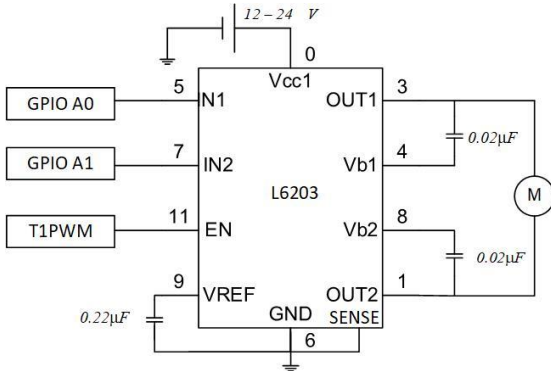 12-24 V
0
Vcc1
GPIO A0
5
N1
OUT1
3
0.02µF
GPIO A1
7
IN2
Vb1
4
L6203
M
T1PWM
11
EN
Vb2
8
0.02µF
9
VREF
OUT2
1
0.22µF
GND
SENSE
6